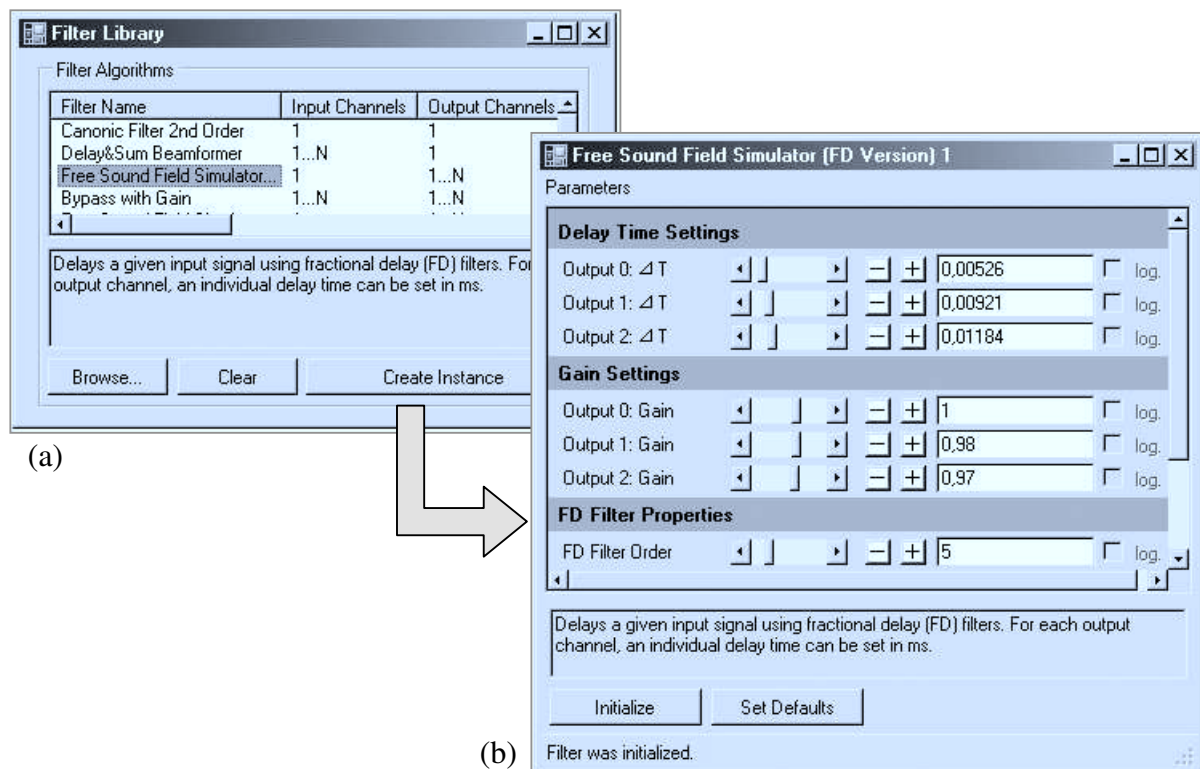 Filter Library
Filter Algorithms
Filter Name Input Channels Output Channels
Canonic Filter 2nd Order 1 1
Delay&Sum Beamformer 1...N 1
Free Sound Field Simulator... 1 1...N
Bypass with Gain 1...N 1...N
Delays a given input signal using fractional delay (FD) filters. For
output channel, an individual delay time can be set in ms.
Browse... Clear Create Instance
(a)
Free Sound Field Simulator (FD Version) 1
Parameters
Delay Time Settings
Output 0: ⊿ T 0,00526 log.
Output 1: ⊿ T 0,00921 log.
Output 2: ⊿ T 0,01184 log.
Gain Settings
Output 0: Gain 1 log.
Output 1: Gain 0,98 log.
Output 2: Gain 0,97 log.
FD Filter Properties
FD Filter Order 5 log.
Delays a given input signal using fractional delay (FD) filters. For each output
channel, an individual delay time can be set in ms.
Initialize Set Defaults
(b) Filter was initialized.